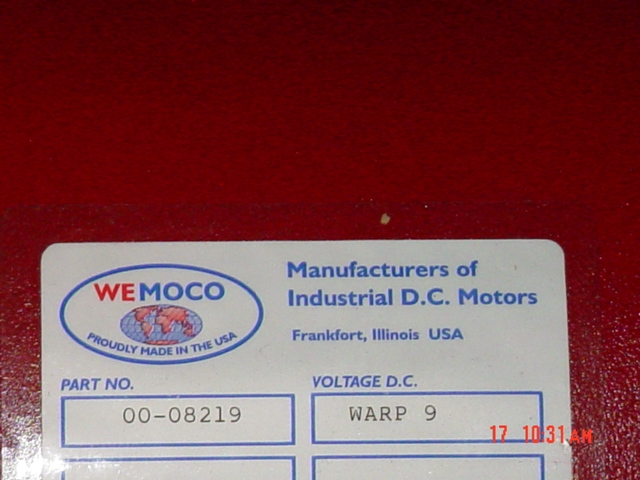 WEMOCO
PROUDLY MADE IN THE USA
Manufacturers of
Industrial D.C. Motors
Frankfort, Illinois USA
PART NO.
VOLTAGE D.C.
00-08219
WARP 9
17 10:31 AM